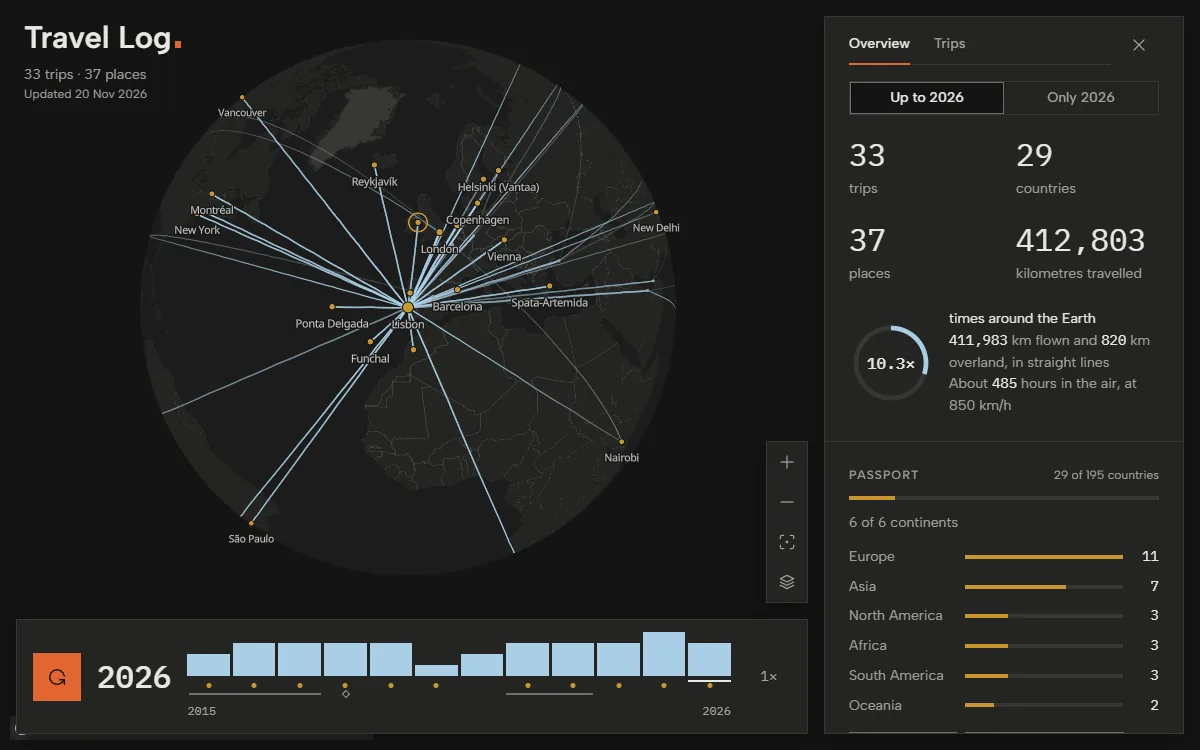 Travel Log.
33 trips · 37 places
Updated 20 Nov 2026
Vancouver
Reykjavík
Helsinki (Vantaa)
Montréal
New York
Copenhagen
New Delhi
London
Vienna
Barcelona
Spata-Artemida
Ponta Delgada
Lisbon
Funchal
Nairobi
São Paulo
2026
2015
2026
1×
Overview
Trips
Up to 2026
Only 2026
33
trips
29
countries
37
places
412,803
kilometres travelled
10.3×
times around the Earth
411,983 km flown and 820 km
overland, in straight lines
About 485 hours in the air, at
850 km/h
PASSPORT
29 of 195 countries
6 of 6 continents
Europe 11
Asia 7
North America 3
Africa 3
South America 3
Oceania 2